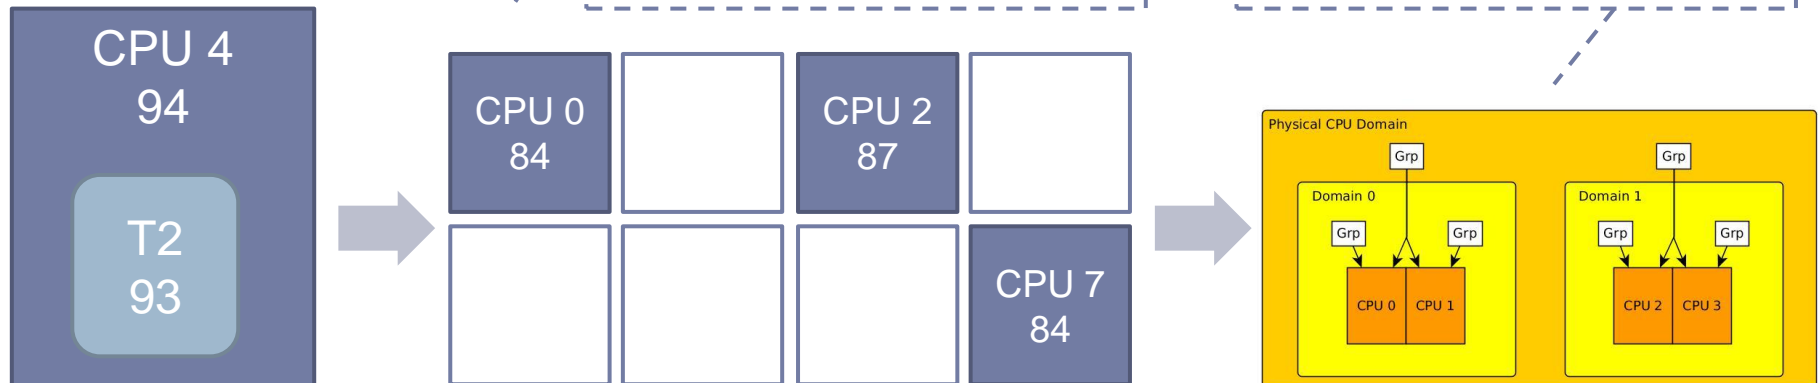 CPU 4
94
T2
93
CPU 0
84
CPU 2
87
CPU 7
84
Physical CPU Domain
Grp
Grp
Domain 0
Domain 1
Grp
Grp
Grp
Grp
CPU 0
CPU 1
CPU 2
CPU 3